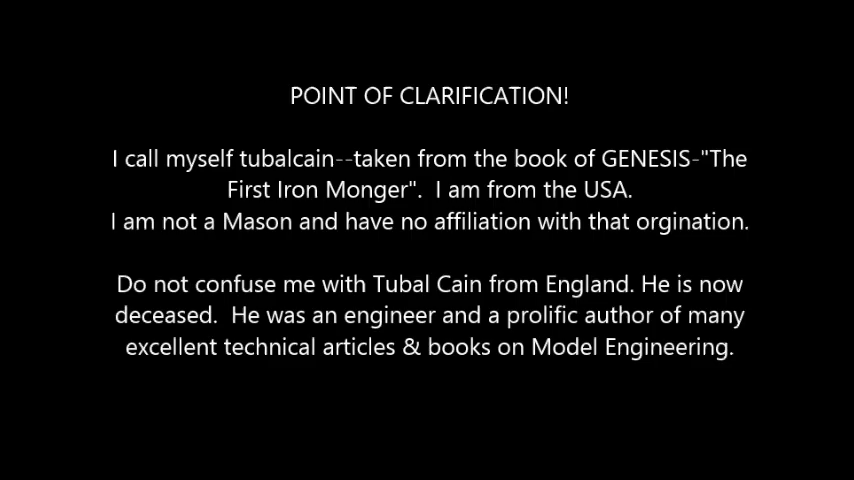 POINT OF CLARIFICATION!
I call myself tubalcain--taken from the book of GENESIS-"The
First Iron Monger".  I am from the USA.
I am not a Mason and have no affiliation with that orgination.
Do not confuse me with Tubal Cain from England. He is now
deceased.  He was an engineer and a prolific author of many
excellent technical articles & books on Model Engineering.